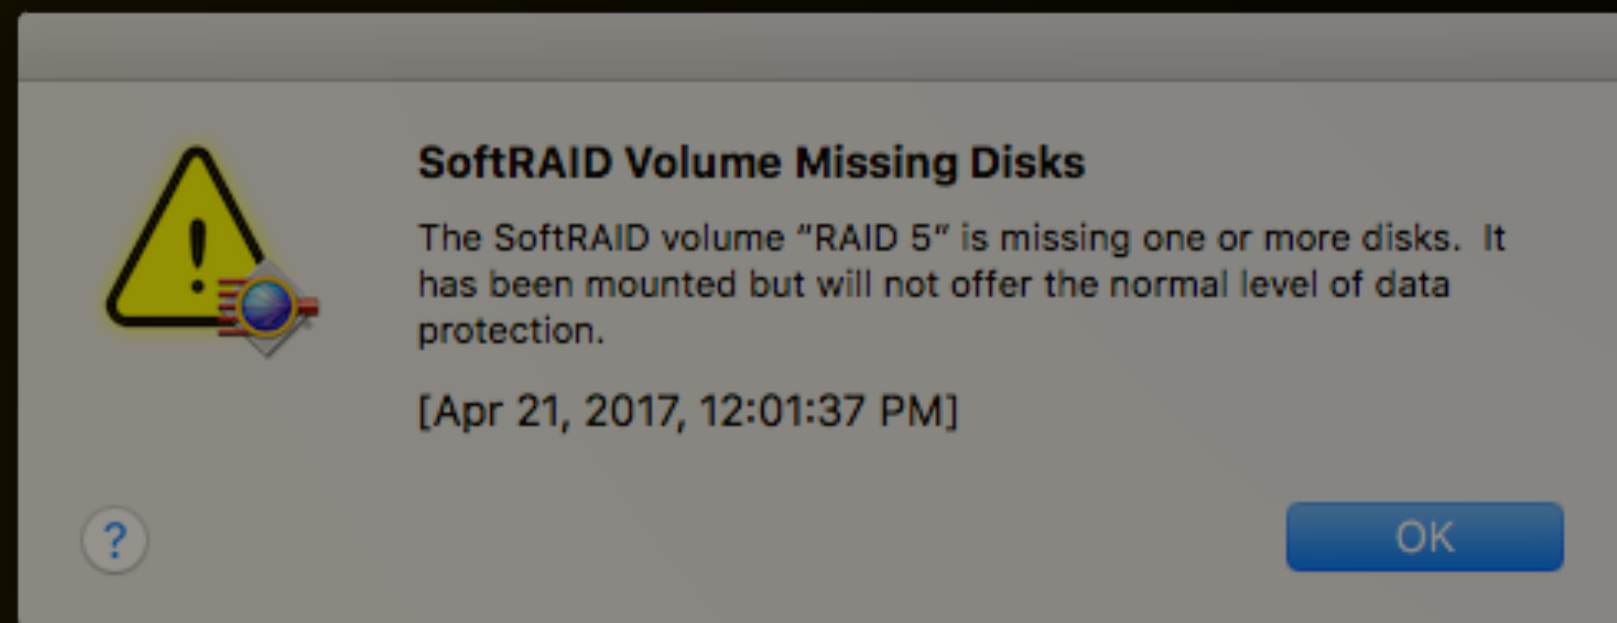 SoftRAID Volume Missing Disks
The SoftRAID volume “RAID 5” is missing one or more disks.  It
has been mounted but will not offer the normal level of data
protection.
[Apr 21, 2017, 12:01:37 PM]
?
OK